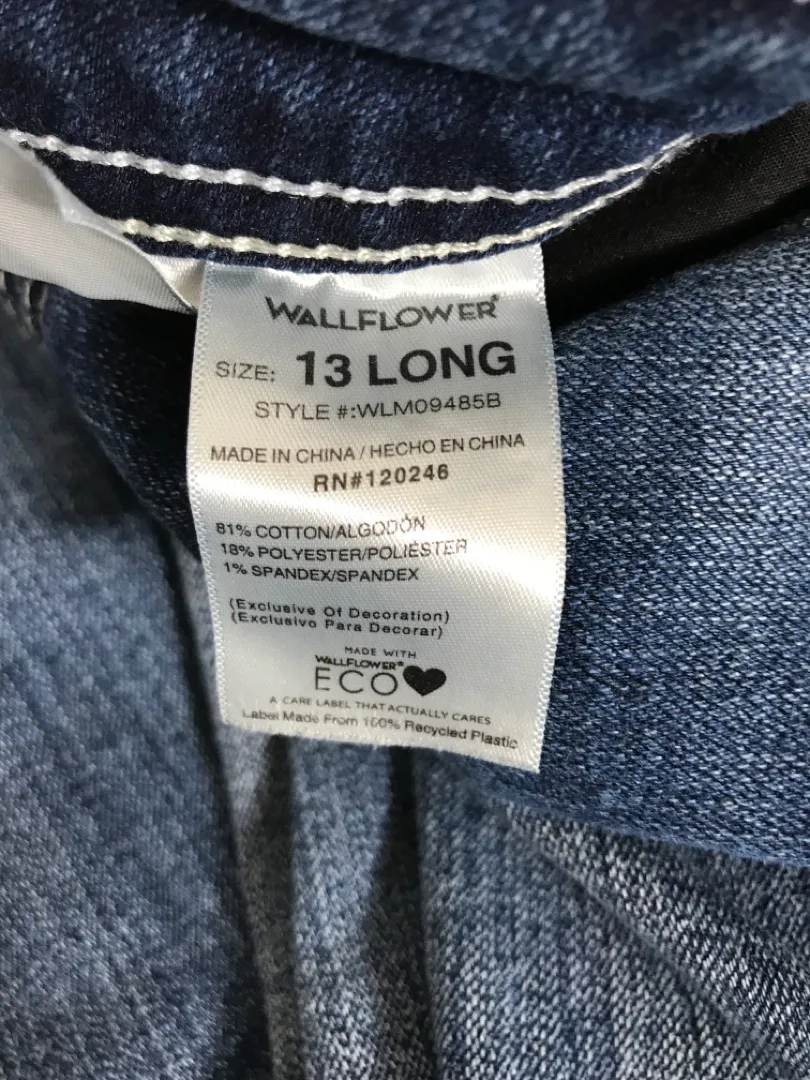 WALLFLOWER®
SIZE: 13 LONG
STYLE #:WLM09485B
MADE IN CHINA / HECHO EN CHINA
RN#120246
81% COTTON/ALGODÓN
18% POLYESTER/POLIÉSTER
1% SPANDEX/SPANDEX
(Exclusive Of Decoration)
(Exclusivo Para Decorar)
MADE WITH
WALLFLOWER®
ECO♥
A CARE LABEL THAT ACTUALLY CARES
Label Made From 100% Recycled Plastic